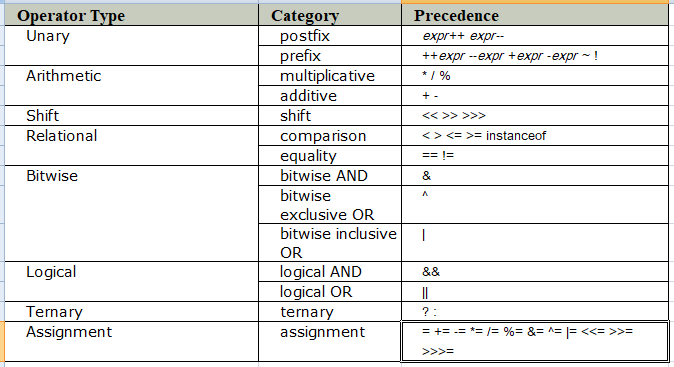 Operator Type Category Precedence
Unary postfix expr++ expr--
prefix ++expr --expr +expr -expr ~ !
Arithmetic multiplicative * / %
additive + -
Shift shift << >> >>>
Relational comparison < > <= >= instanceof
equality == !=
Bitwise bitwise AND &
bitwise ^
exclusive OR
bitwise inclusive |
OR
Logical logical AND &&
logical OR ||
Ternary ternary ? :
Assignment assignment = += -= *= /= %= &= ^= |= <<= >>=
>>>=